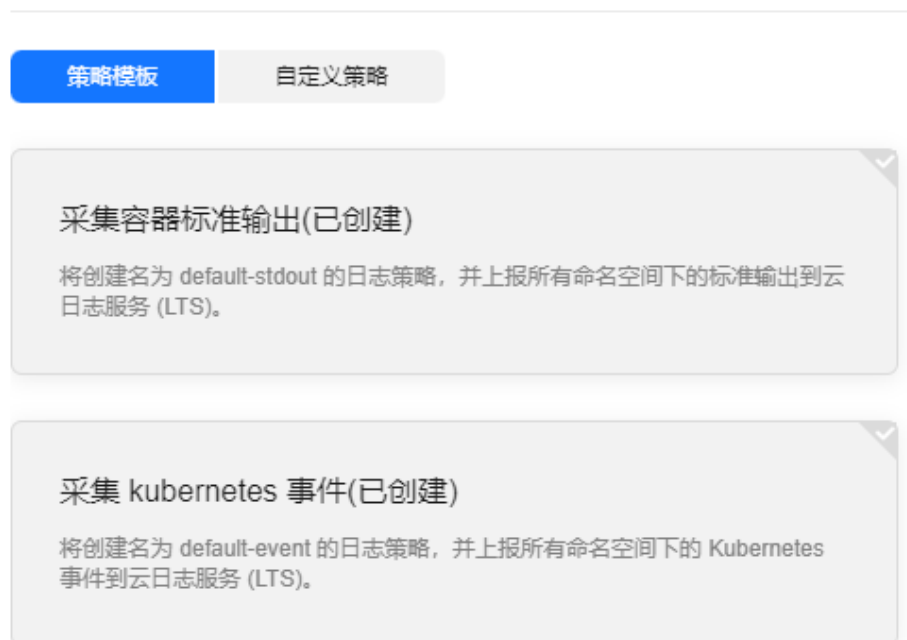 策略模板
自定义策略
采集容器标准输出(已创建)
将创建名为 default-stdout 的日志策略，并上报所有命名空间下的标准输出到云
日志服务 (LTS)。
采集 kubernetes 事件(已创建)
将创建名为 default-event 的日志策略，并上报所有命名空间下的 Kubernetes
事件到云日志服务 (LTS)。